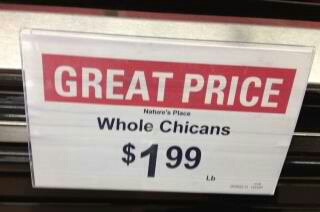 GREAT PRICE
Nature's Place
Whole Chicans
$1.99
Lb